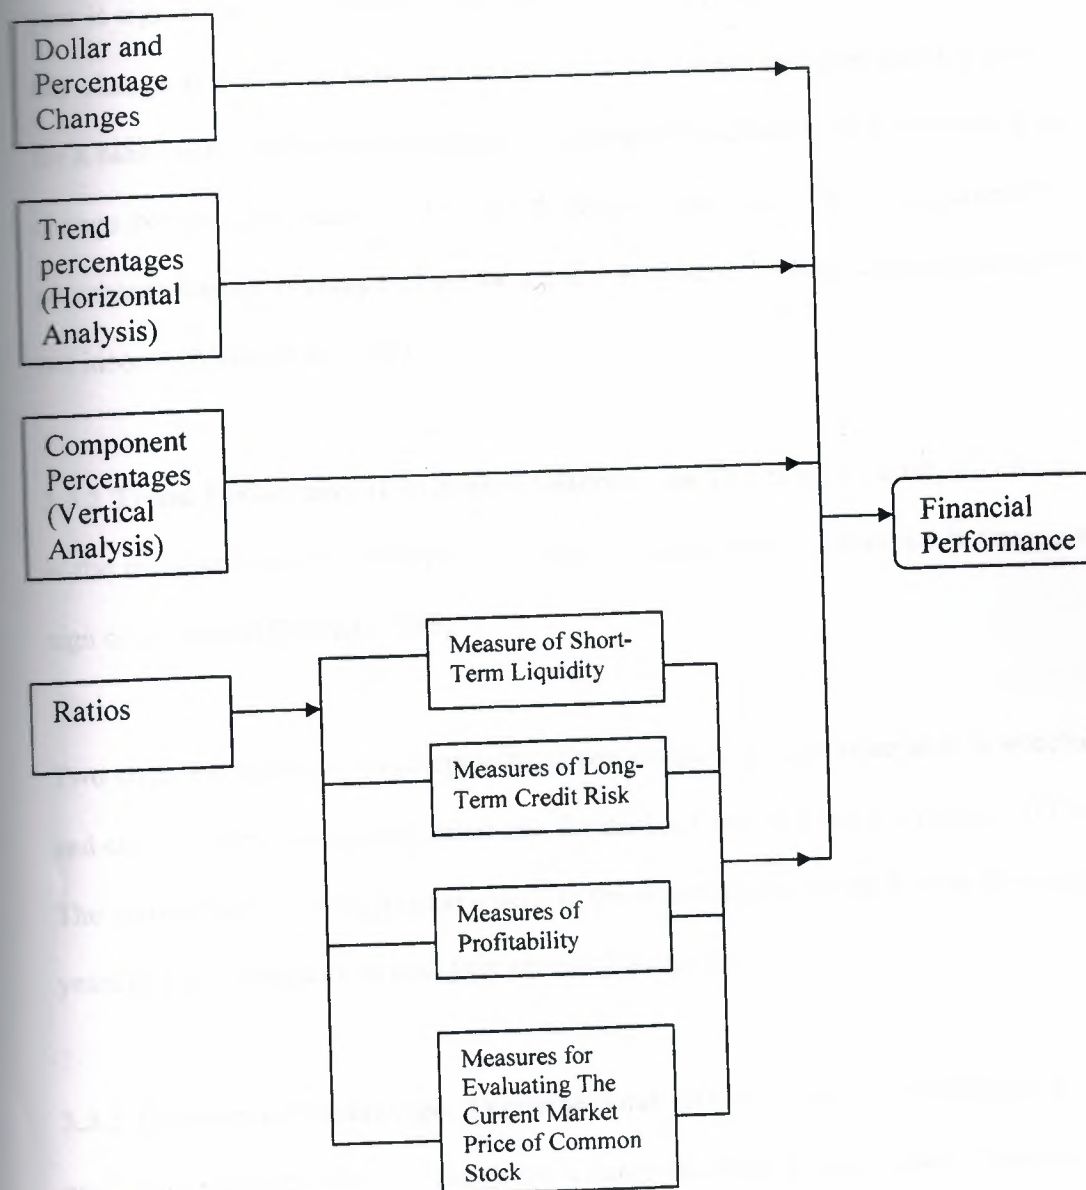 Dollar and
Percentage
Changes
Trend
percentages
(Horizontal
Analysis)
Component
Percentages
(Vertical
Analysis)
Financial
Performance
Ratios
Measure of Short-
Term Liquidity
Measures of Long-
Term Credit Risk
Measures of
Profitability
Measures for
Evaluating The
Current Market
Price of Common
Stock